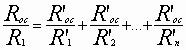 R_oc/R_1 = R'_oc/R'_1 + R'_oc/R'_2 + ... + R'_oc/R'_n